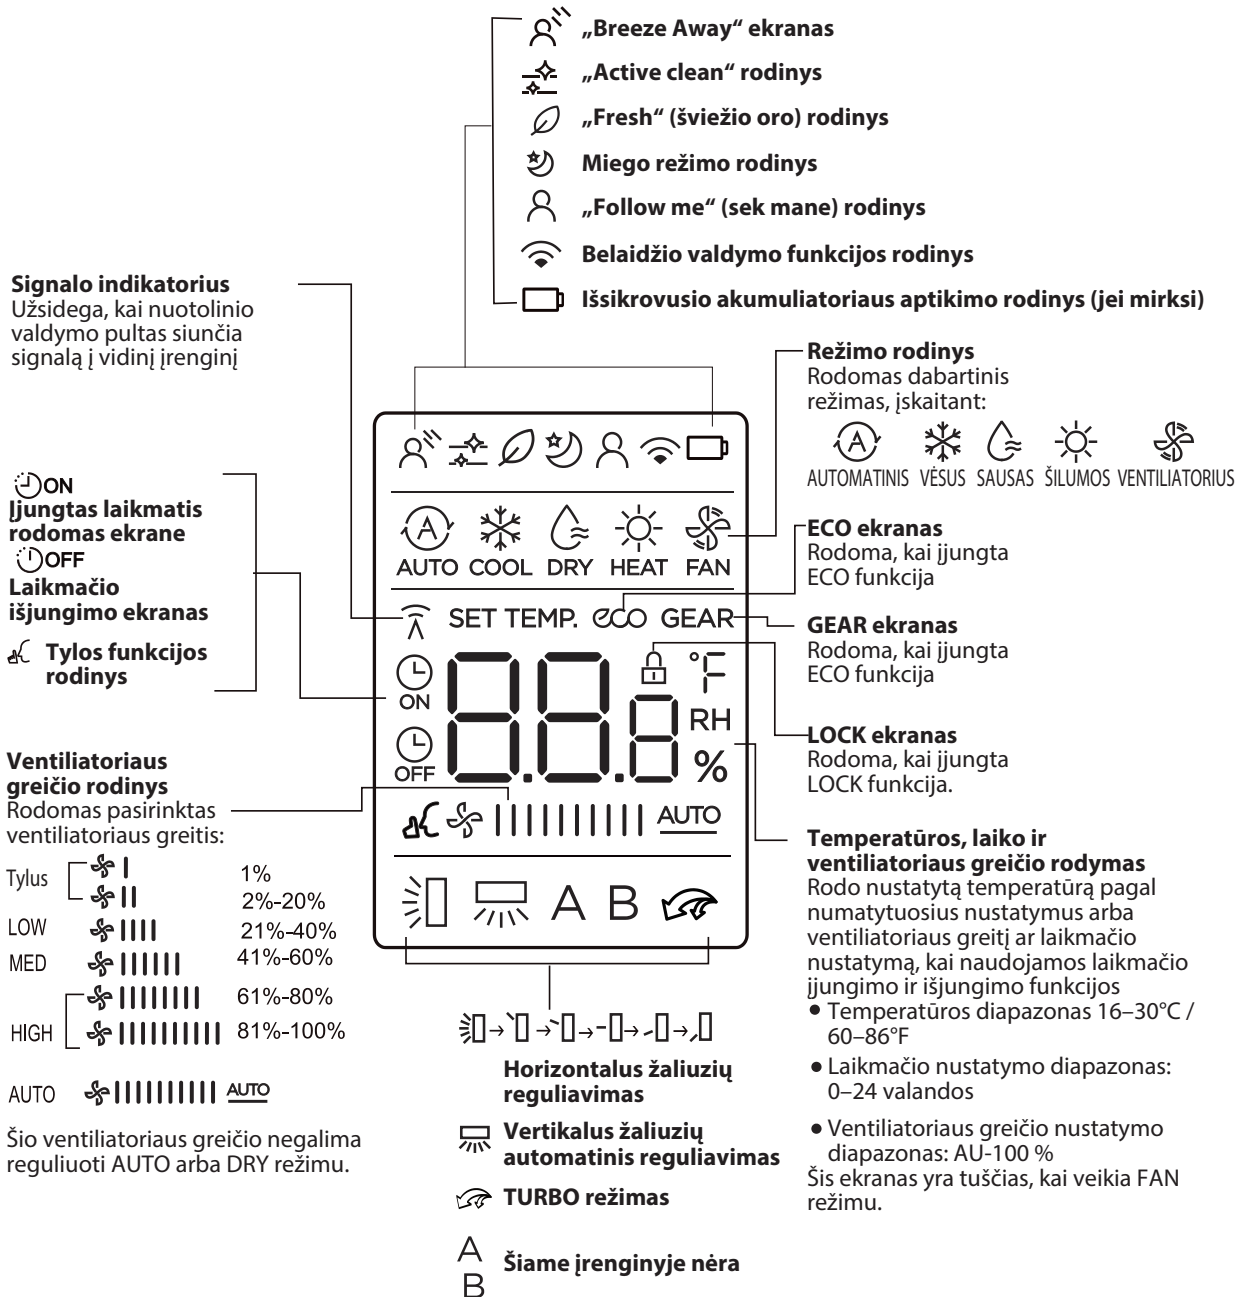 „Breeze Away“ ekranas
„Active clean“ rodinys
„Fresh“ (šviežio oro) rodinys
Miego režimo rodinys
„Follow me“ (sek mane) rodinys
Belaidžio valdymo funkcijos rodinys
Išsikrovusio akumuliatoriaus aptikimo rodinys (jei mirksi)
Signalo indikatorius
Užsidega, kai nuotolinio
valdymo pultas siunčia
signalą į vidinį įrenginį
ON
Įjungtas laikmatis
rodomas ekrane
OFF
Laikmačio
išjungimo ekranas
Tylos funkcijos
rodinys
Ventiliatoriaus
greičio rodinys
Rodomas pasirinktas
ventiliatoriaus greitis:
Tylus
1%
2%-20%
LOW 21%-40%
MED 41%-60%
61%-80%
HIGH 81%-100%
AUTO AUTO
Šio ventiliatoriaus greičio negalima
reguliuoti AUTO arba DRY režimu.
A
AUTO COOL DRY HEAT FAN
SET TEMP. eco GEAR
ON
OFF
88.8
°F
RH
%
AUTO
A B
Horizontalus žaliuzių
reguliavimas
Vertikalus žaliuzių
automatinis reguliavimas
TURBO režimas
A
B
Šiame įrenginyje nėra
Režimo rodinys
Rodomas dabartinis
režimas, įskaitant:
A
AUTOMATINIS VĖSUS SAUSAS ŠILUMOS VENTILIATORIUS
ECO ekranas
Rodoma, kai įjungta
ECO funkcija
GEAR ekranas
Rodoma, kai įjungta
ECO funkcija
LOCK ekranas
Rodoma, kai įjungta
LOCK funkcija.
Temperatūros, laiko ir
ventiliatoriaus greičio rodymas
Rodo nustatytą temperatūrą pagal
numatytuosius nustatymus arba
ventiliatoriaus greitį ar laikmačio
nustatymą, kai naudojamos laikmačio
įjungimo ir išjungimo funkcijos
• Temperatūros diapazonas 16–30°C /
60–86°F
• Laikmačio nustatymo diapazonas:
0–24 valandos
• Ventiliatoriaus greičio nustatymo
diapazonas: AU-100 %
Šis ekranas yra tuščias, kai veikia FAN
režimu.